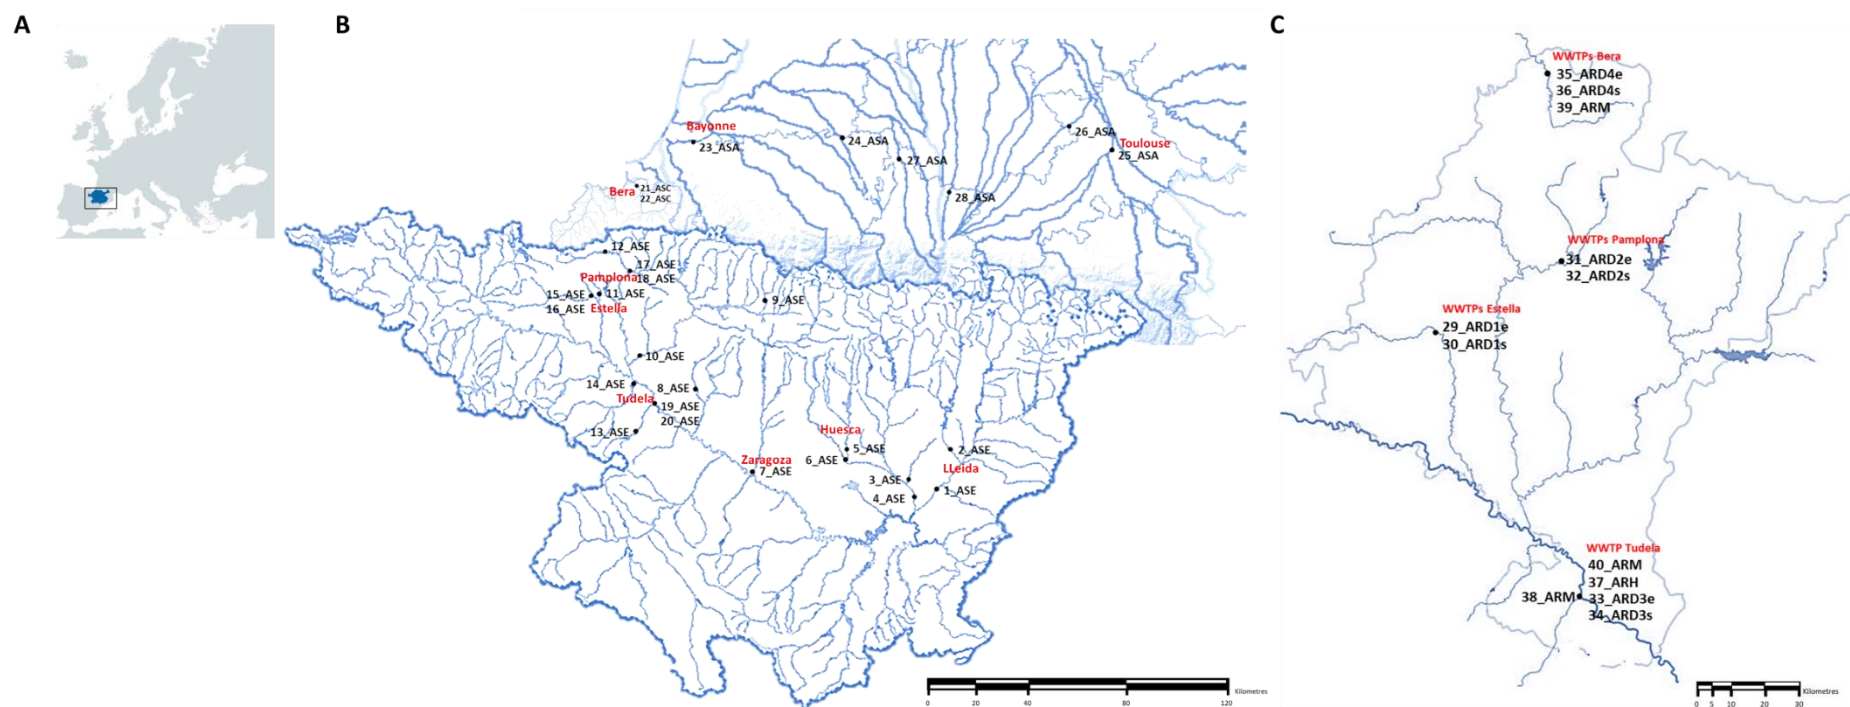 A
B
C
Bayonne
23_ASA
24_ASA
27_ASA
26_ASA
Toulouse
25_ASA
28_ASA
Bera
21_ASC
22_ASC
12_ASE
17_ASE
Pamplona
18_ASE
15_ASE
11_ASE
16_ASE
Estella
9_ASE
10_ASE
14_ASE
8_ASE
Tudela
19_ASE
20_ASE
13_ASE
Huesca
5_ASE
6_ASE
2_ASE
Zaragoza
7_ASE
LLeida
3_ASE
1_ASE
4_ASE
Kilometres
0 20 40 80 120
WWTPs Bera
35_ARD4e
36_ARD4s
39_ARM
WWTPs Pamplona
31_ARD2e
32_ARD2s
WWTPs Estella
29_ARD1e
30_ARD1s
WWTP Tudela
40_ARM
37_ARH
38_ARM
33_ARD3e
34_ARD3s
Kilometres
0 5 10 20 30